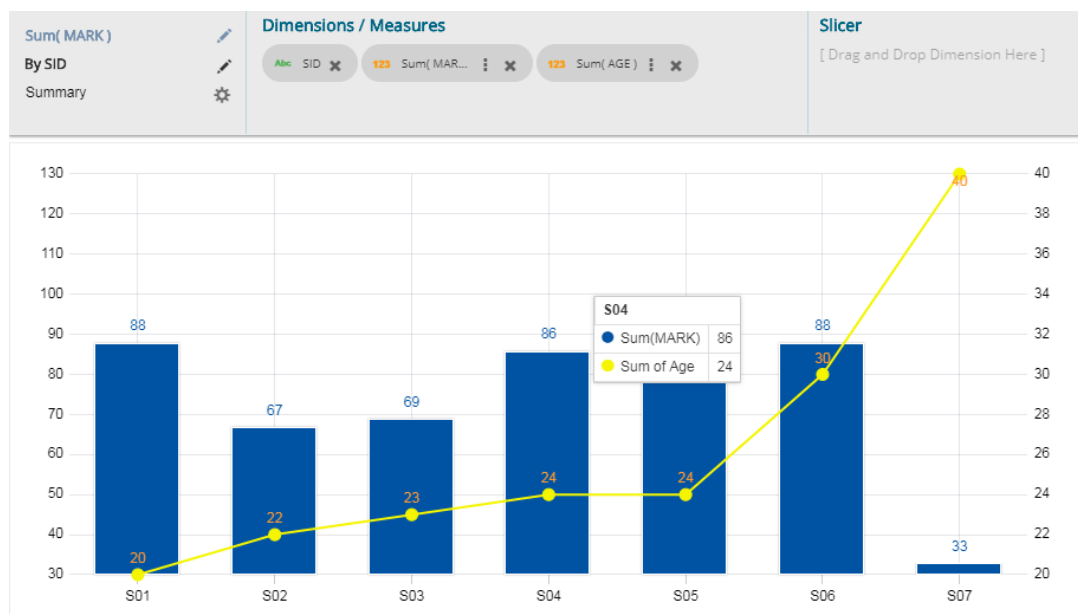 Sum( MARK )
By SID
Summary
Dimensions / Measures
Abc SID
123 Sum( MAR...
123 Sum( AGE )
Slicer
[ Drag and Drop Dimension Here ]
130
120
110
100
90
80
70
60
50
40
30
40
38
36
34
32
30
28
26
24
22
20
88
67
69
86
88
33
20
22
23
24
24
30
40
S04
Sum(MARK) 86
Sum of Age 24
S01 S02 S03 S04 S05 S06 S07